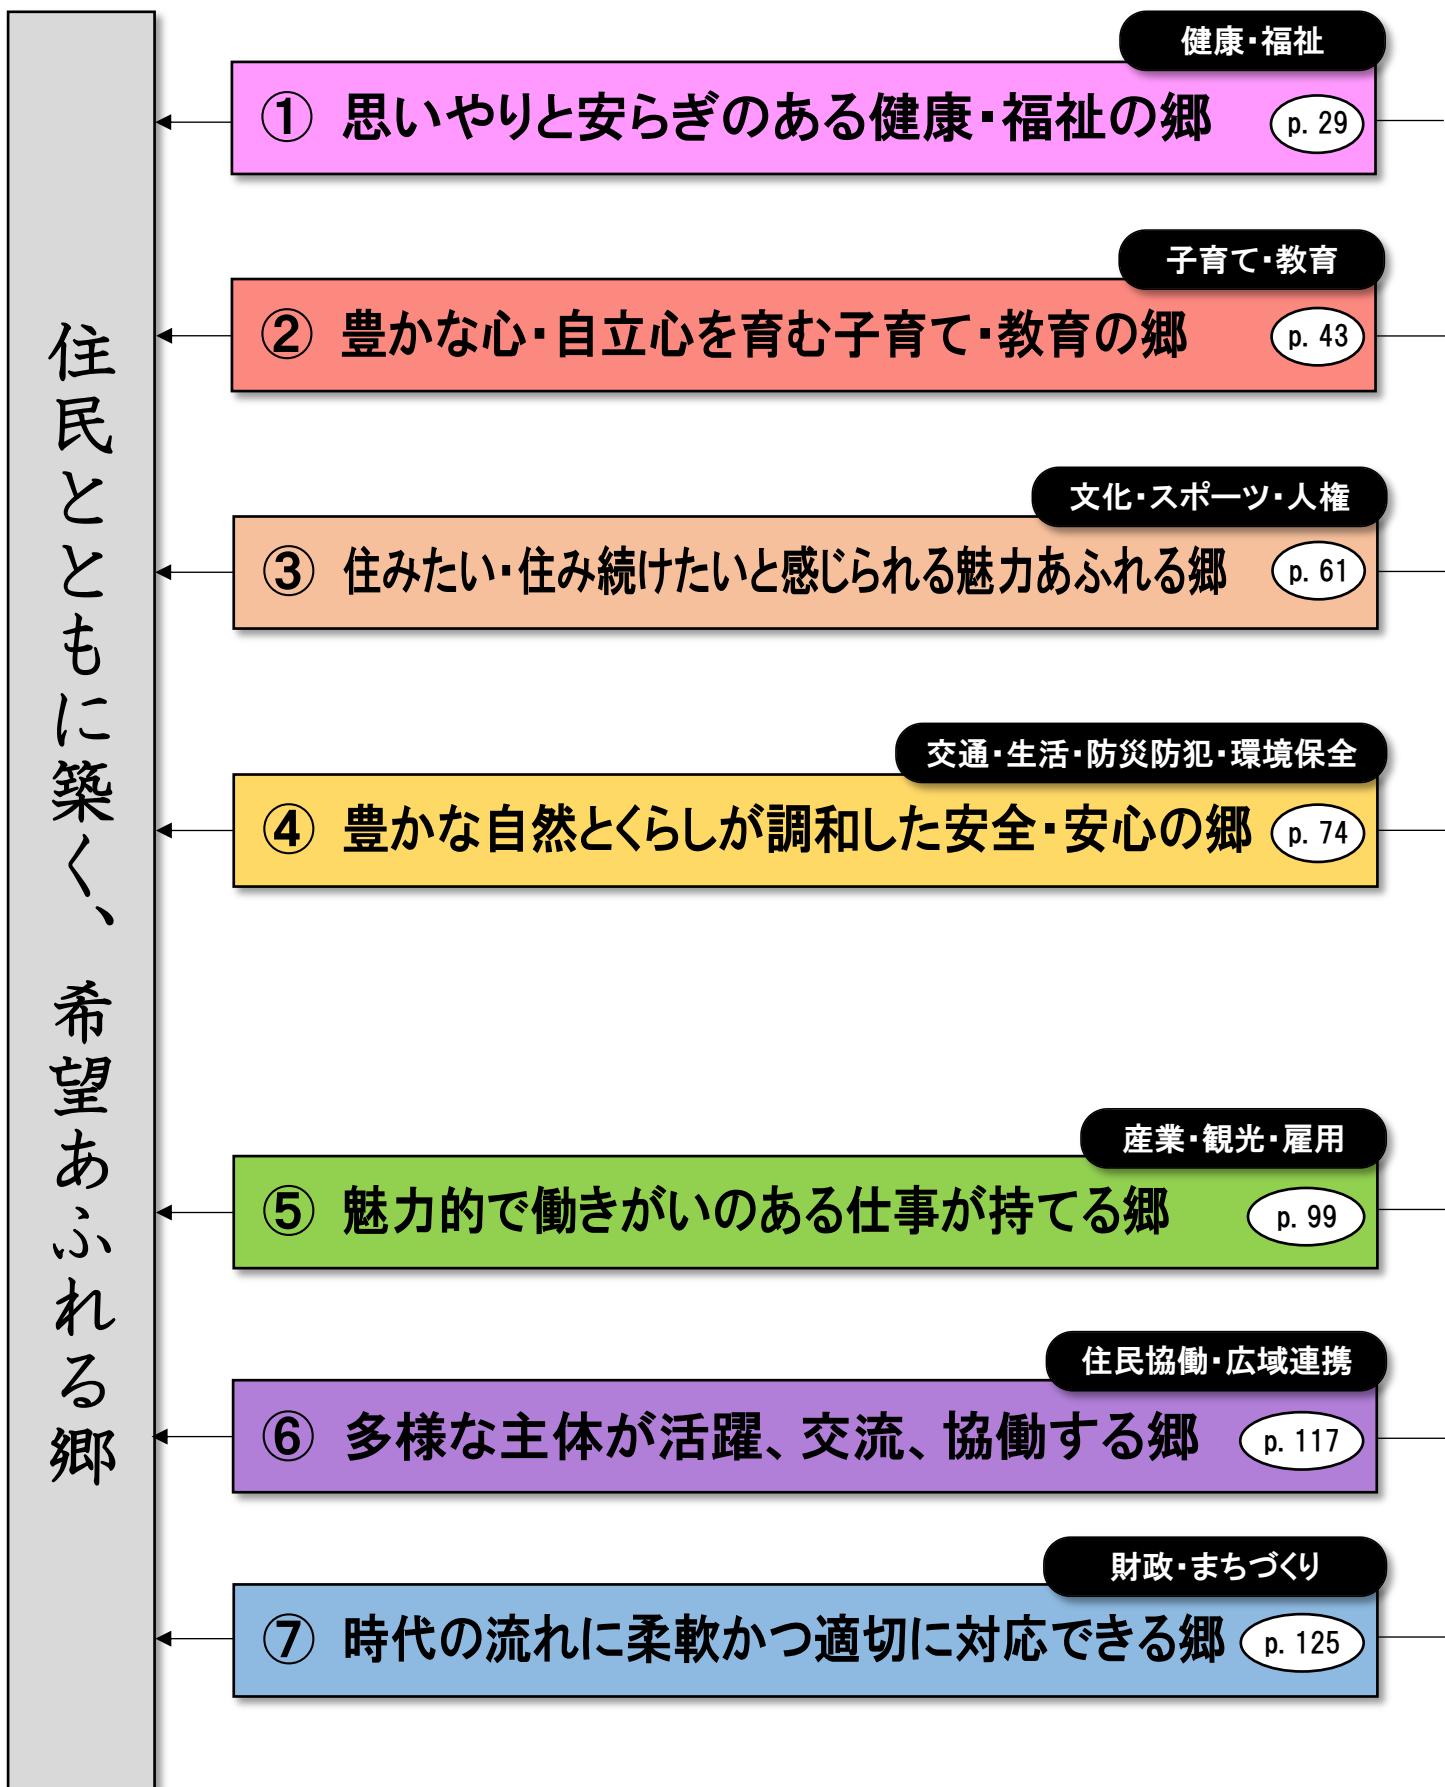 住民とともに築く、希望あふれる郷
健康・福祉
① 思いやりと安らぎのある健康・福祉の郷
p. 29
子育て・教育
② 豊かな心・自立心を育む子育て・教育の郷
p. 43
文化・スポーツ・人権
③ 住みたい・住み続けたいと感じられる魅力あふれる郷
p. 61
交通・生活・防災防犯・環境保全
④ 豊かな自然とくらしが調和した安全・安心の郷
p. 74
産業・観光・雇用
⑤ 魅力的で働きがいのある仕事が持てる郷
p. 99
住民協働・広域連携
⑥ 多様な主体が活躍、交流、協働する郷
p. 117
財政・まちづくり
⑦ 時代の流れに柔軟かつ適切に対応できる郷
p. 125